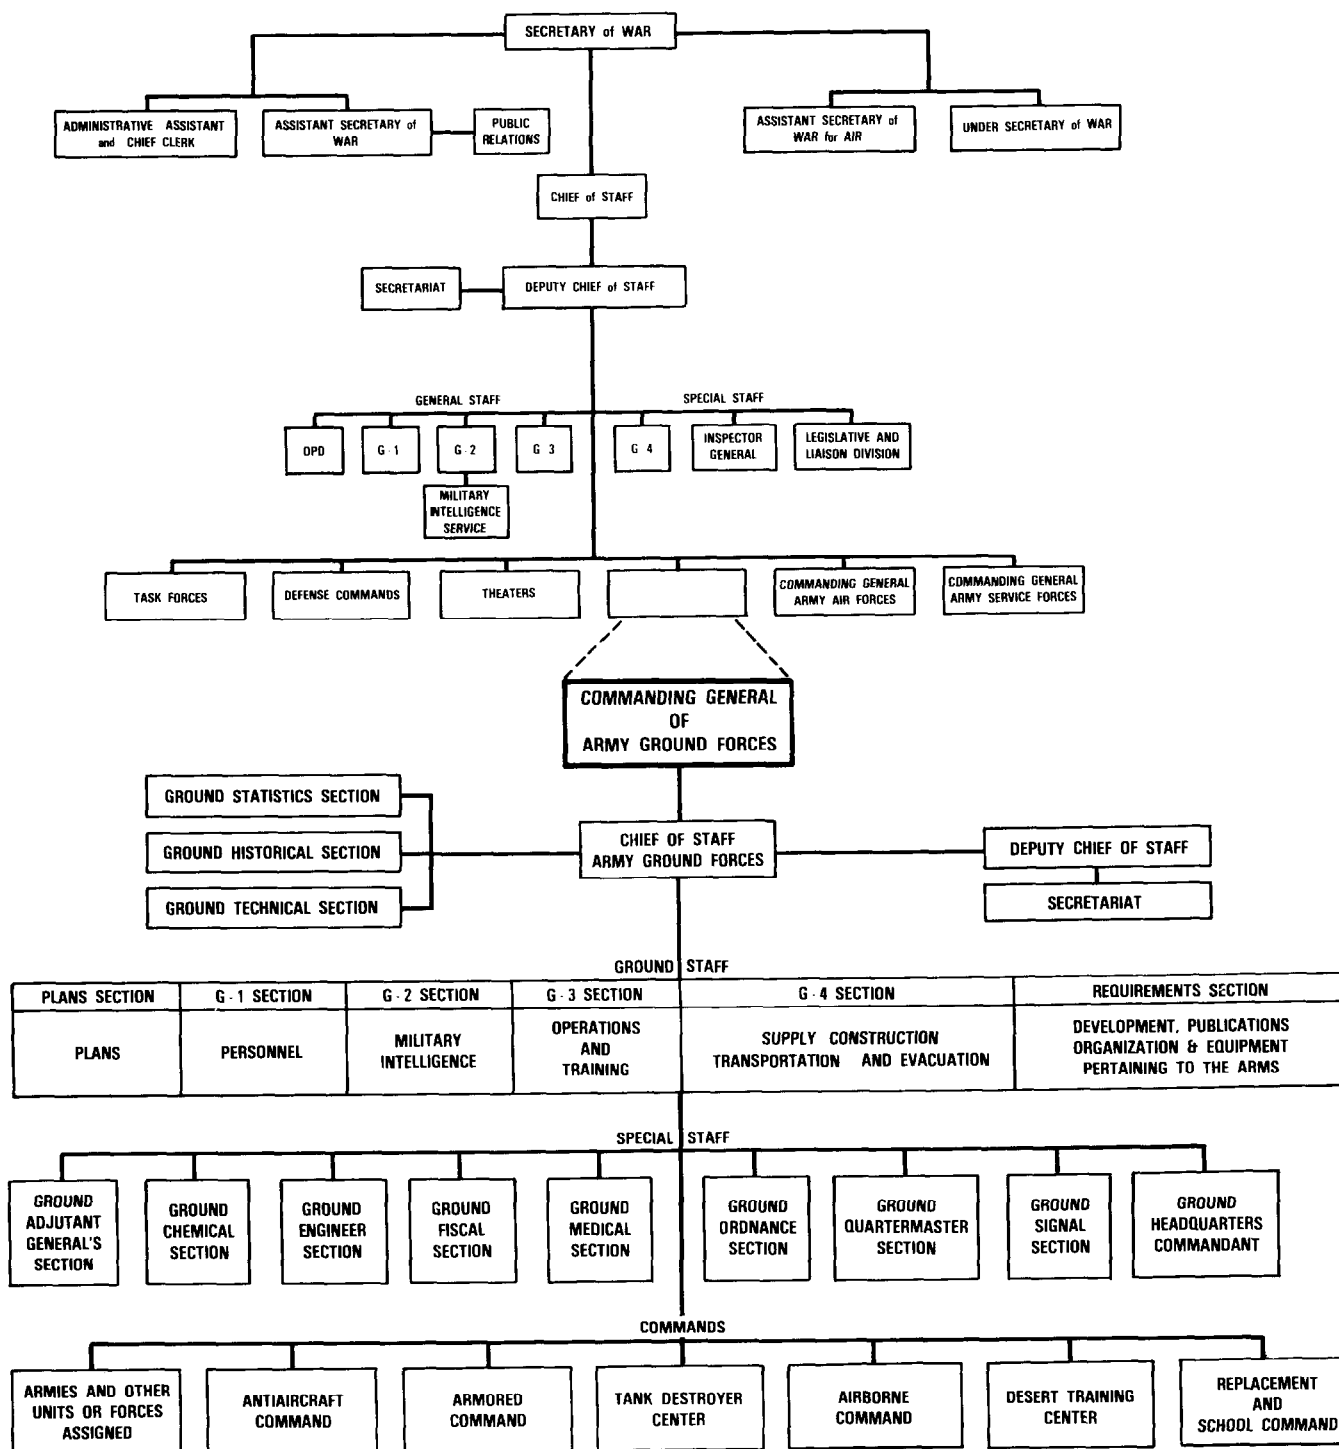 SECRETARY of WAR
ADMINISTRATIVE ASSISTANT
and CHIEF CLERK
ASSISTANT SECRETARY of
WAR
PUBLIC
RELATIONS
ASSISTANT SECRETARY of
WAR for AIR
UNDER SECRETARY of WAR
CHIEF of STAFF
SECRETARIAT
DEPUTY CHIEF of STAFF
GENERAL STAFF
SPECIAL STAFF
OPD
G-1
G-2
G 3
G 4
INSPECTOR
GENERAL
LEGISLATIVE AND
LIAISON DIVISION
MILITARY
INTELLIGENCE
SERVICE
TASK FORCES
DEFENSE COMMANDS
THEATERS
COMMANDING GENERAL
ARMY AIR FORCES
COMMANDING GENERAL
ARMY SERVICE FORCES
COMMANDING GENERAL
OF
ARMY GROUND FORCES
GROUND STATISTICS SECTION
GROUND HISTORICAL SECTION
GROUND TECHNICAL SECTION
CHIEF OF STAFF
ARMY GROUND FORCES
DEPUTY CHIEF OF STAFF
SECRETARIAT
GROUND STAFF
PLANS SECTION
G-1 SECTION
G-2 SECTION
G-3 SECTION
G-4 SECTION
REQUIREMENTS SECTION
PLANS
PERSONNEL
MILITARY
INTELLIGENCE
OPERATIONS
AND
TRAINING
SUPPLY CONSTRUCTION
TRANSPORTATION AND EVACUATION
DEVELOPMENT, PUBLICATIONS
ORGANIZATION & EQUIPMENT
PERTAINING TO THE ARMS
SPECIAL STAFF
GROUND
ADJUTANT
GENERAL'S
SECTION
GROUND
CHEMICAL
SECTION
GROUND
ENGINEER
SECTION
GROUND
FISCAL
SECTION
GROUND
MEDICAL
SECTION
GROUND
ORDNANCE
SECTION
GROUND
QUARTERMASTER
SECTION
GROUND
SIGNAL
SECTION
GROUND
HEADQUARTERS
COMMANDANT
COMMANDS
ARMIES AND OTHER
UNITS OR FORCES
ASSIGNED
ANTIAIRCRAFT
COMMAND
ARMORED
COMMAND
TANK DESTROYER
CENTER
AIRBORNE
COMMAND
DESERT TRAINING
CENTER
REPLACEMENT
AND
SCHOOL COMMAND